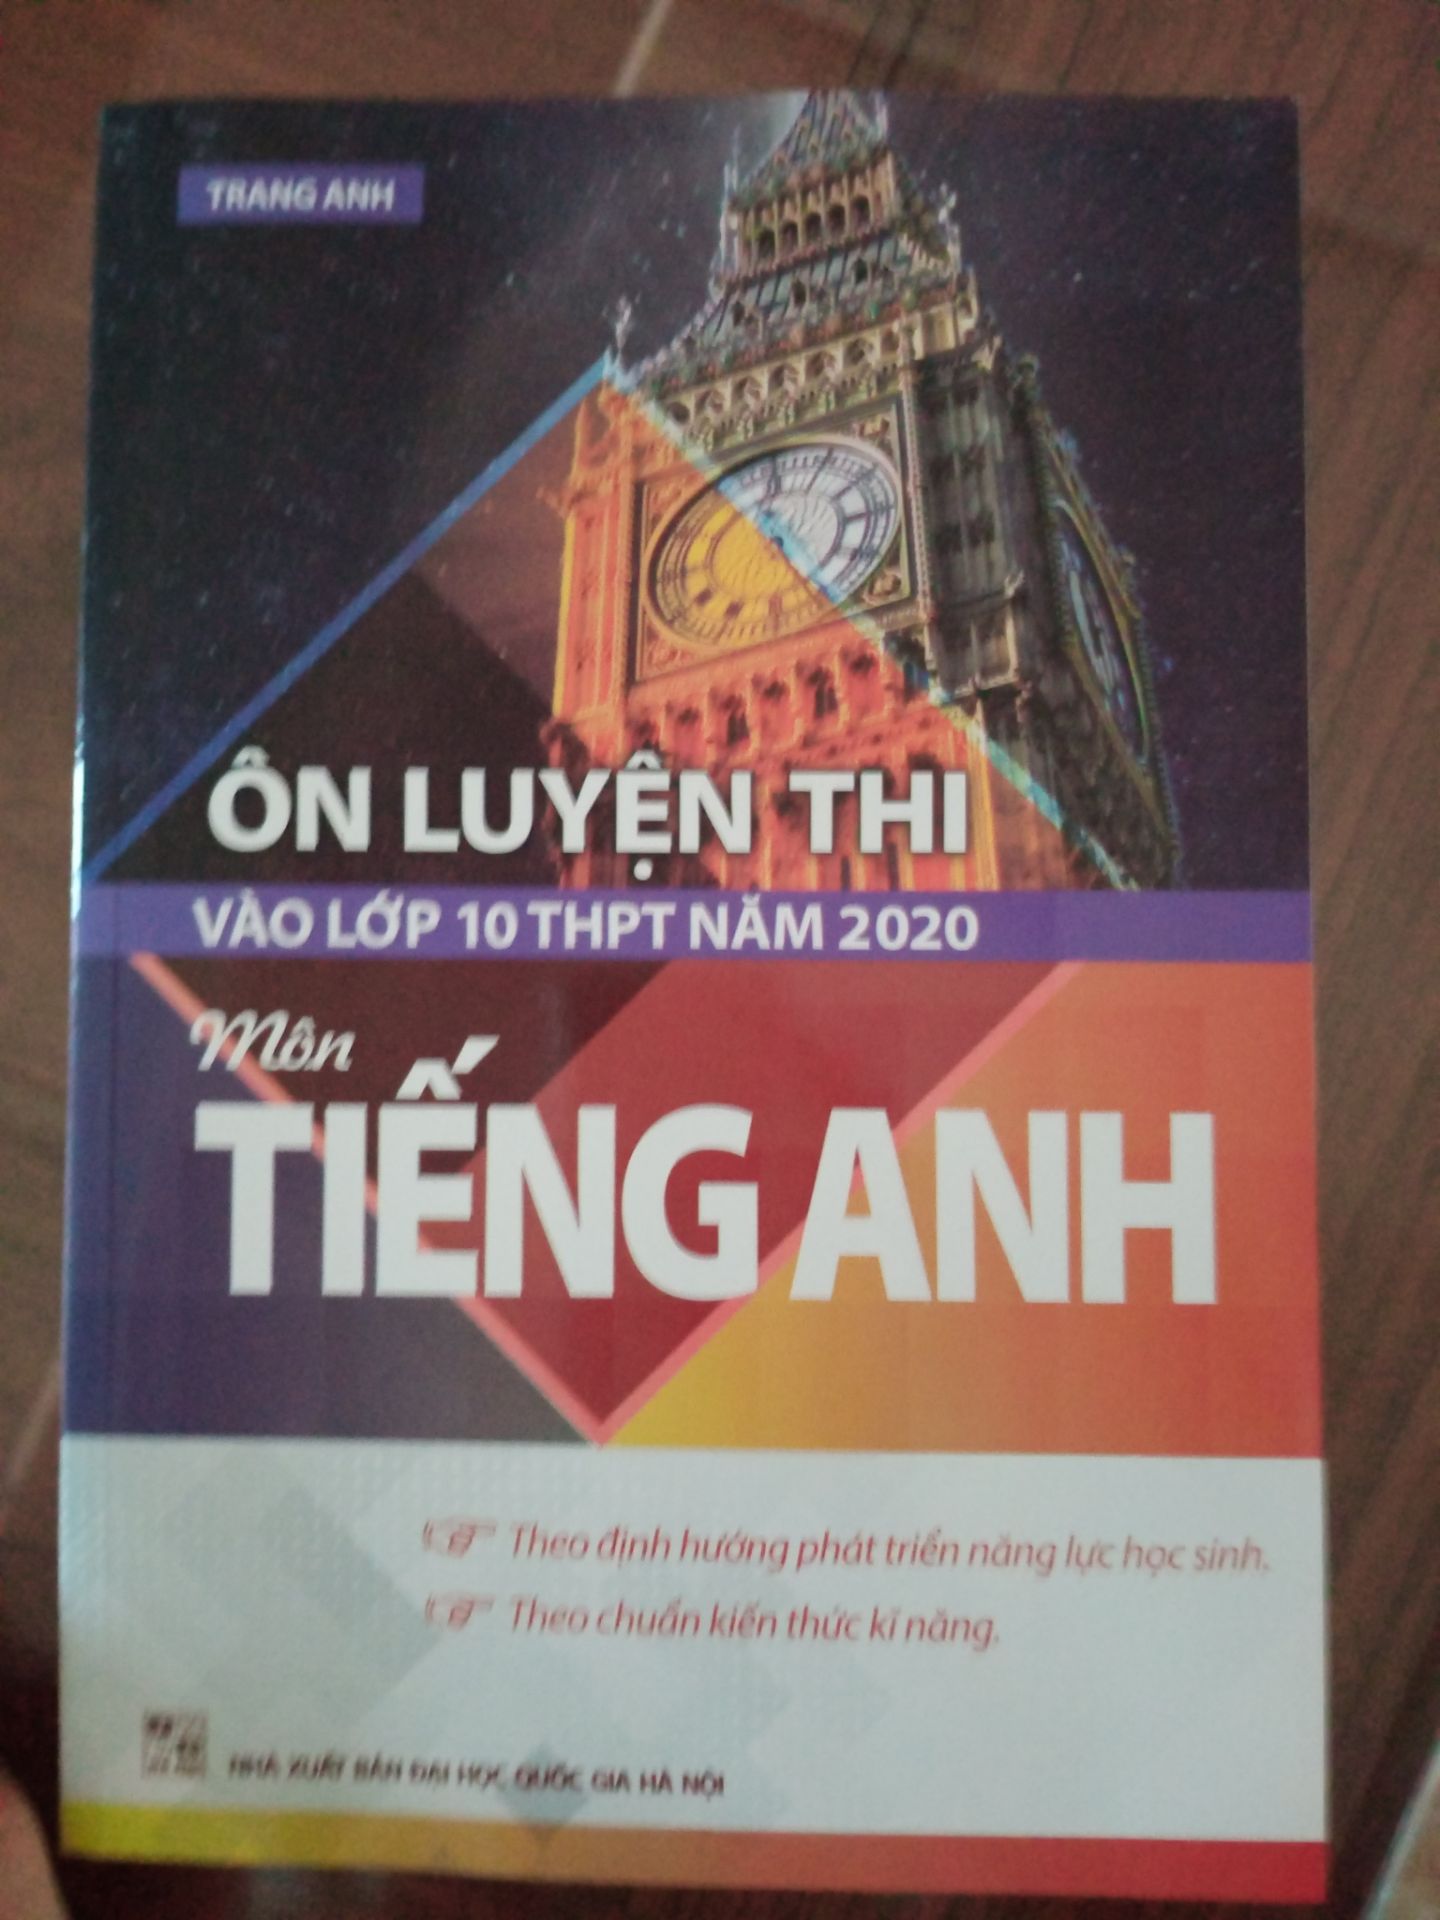 TRANG ANH
ÔN LUYỆN THI
VÀO LỚP 10 THPT NĂM 2020
Môn
TIẾNG ANH
Theo định hướng phát triển năng lực học sinh.
Theo chuẩn kiến thức kĩ năng.
NHÀ XUẤT BẢN ĐẠI HỌC QUỐC GIA HÀ NỘI